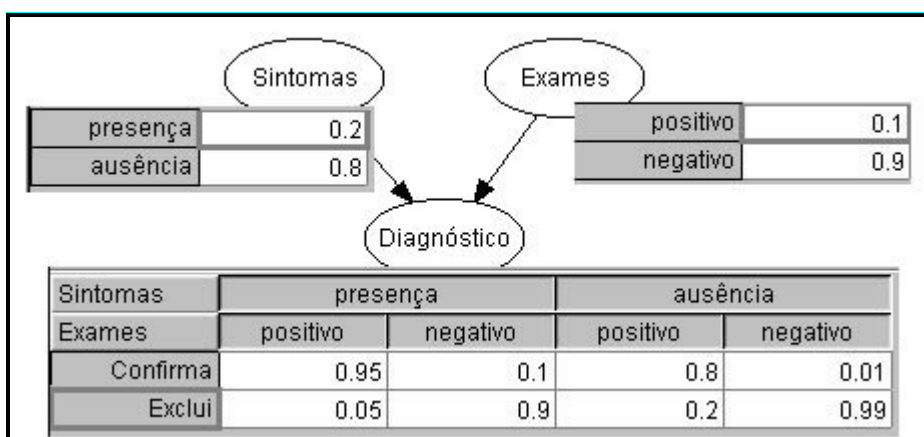 Sintomas Exames
presença 0.2
ausência 0.8
positivo 0.1
negativo 0.9
Diagnóstico
Sintomas presença ausência
Exames positivo negativo positivo negativo
Confirma 0.95 0.1 0.8 0.01
Exclui 0.05 0.9 0.2 0.99